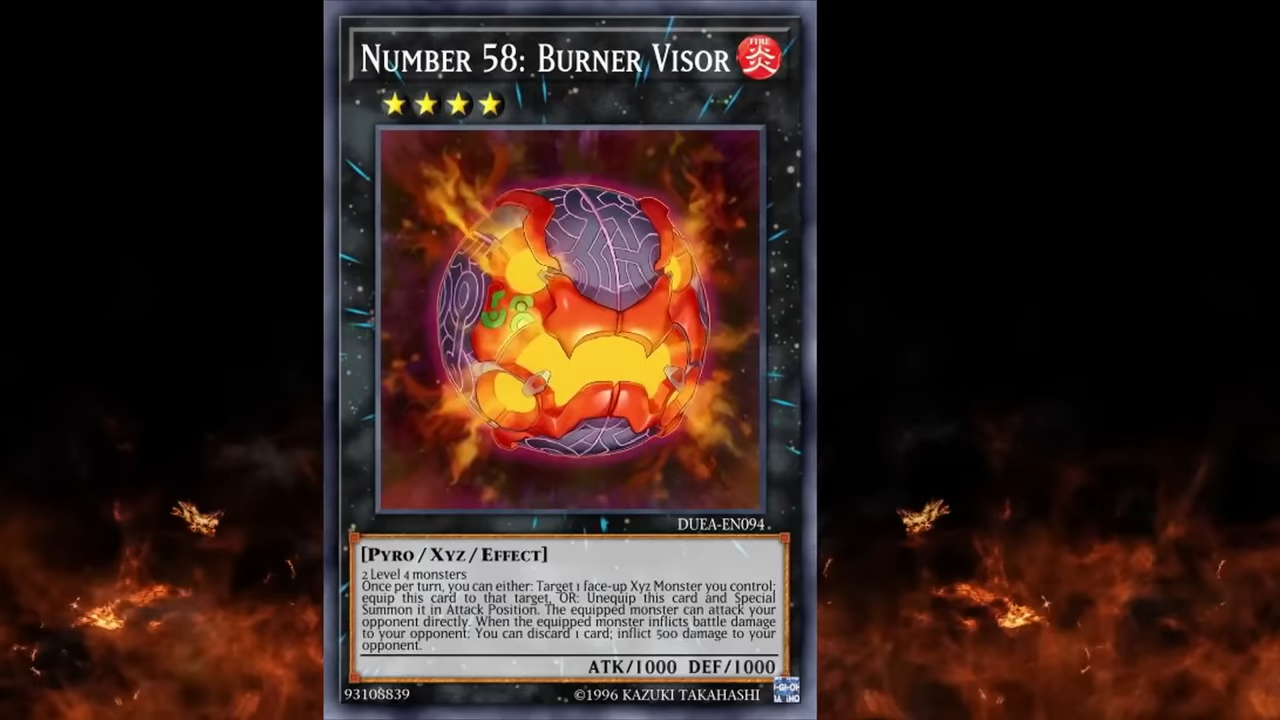 NUMBER 58: BURNER VISOR
FIRE
炎
58
DUEA-EN094
[PYRO / XYZ / EFFECT]
2 Level 4 monsters
Once per turn, you can either: Target 1 face-up Xyz Monster you control;
equip this card to that target, OR: Unequip this card and Special
Summon it in Attack Position. The equipped monster can attack your
opponent directly. When the equipped monster inflicts battle damage
to your opponent: You can discard 1 card; inflict 500 damage to your
opponent.
ATK/1000 DEF/1000
93108839
©1996 KAZUKI TAKAHASHI